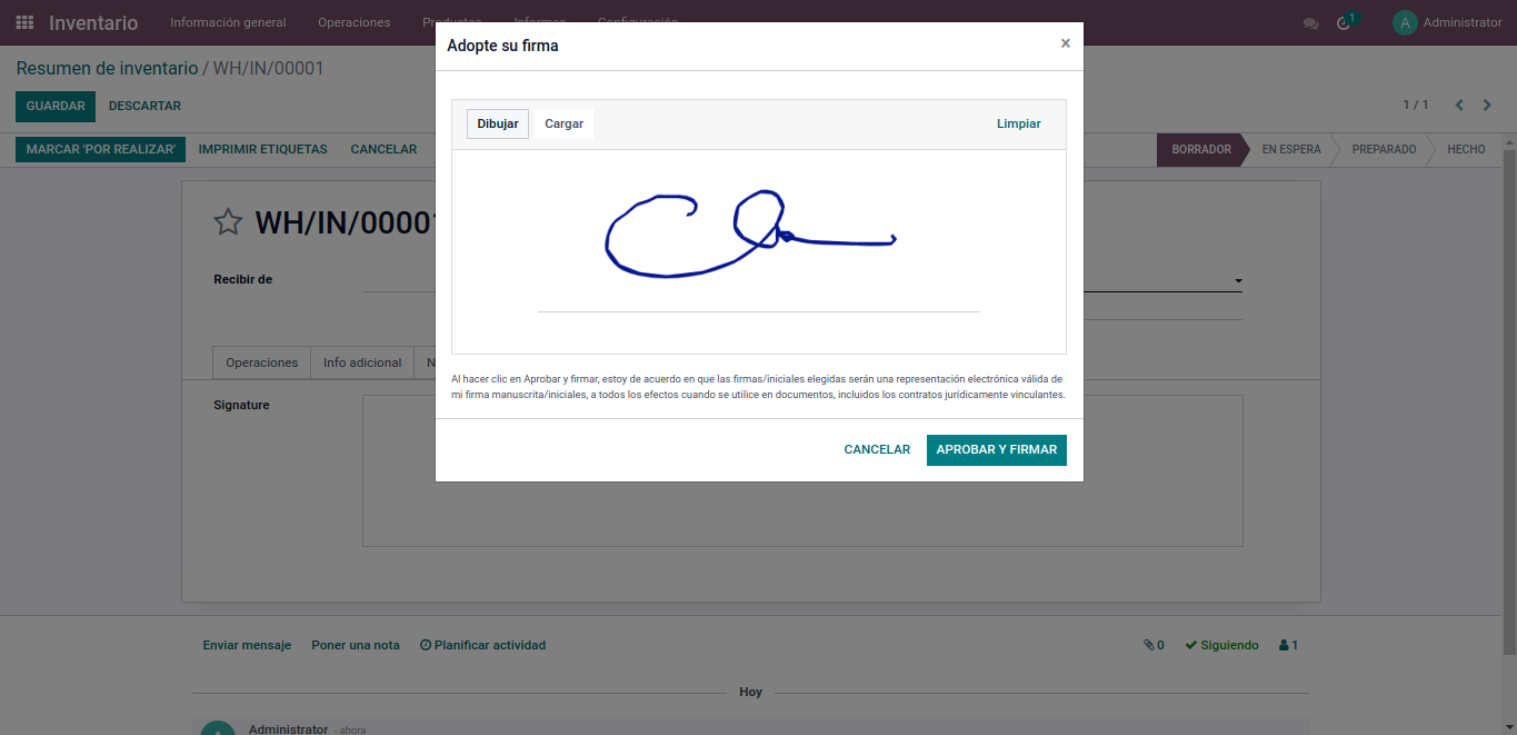 Inventario Información general Operaciones Productos Informes Configuración 1 A Administrator
Resumen de inventario / WH/IN/00001
GUARDAR DESCARTAR 1 / 1
MARCAR 'POR REALIZAR' IMPRIMIR ETIQUETAS CANCELAR BORRADOR EN ESPERA PREPARADO HECHO
Adopte su firma ×
Dibujar Cargar Limpiar
Al hacer clic en Aprobar y firmar, estoy de acuerdo en que las firmas/iniciales elegidas serán una representación electrónica válida de
mi firma manuscrita/iniciales, a todos los efectos cuando se utilice en documentos, incluidos los contratos jurídicamente vinculantes.
CANCELAR APROBAR Y FIRMAR
WH/IN/00001
Recibir de
Operaciones Info adicional N
Signature
Enviar mensaje Poner una nota Planificar actividad 0 Siguiendo 1
Hoy
Administrator - ahora